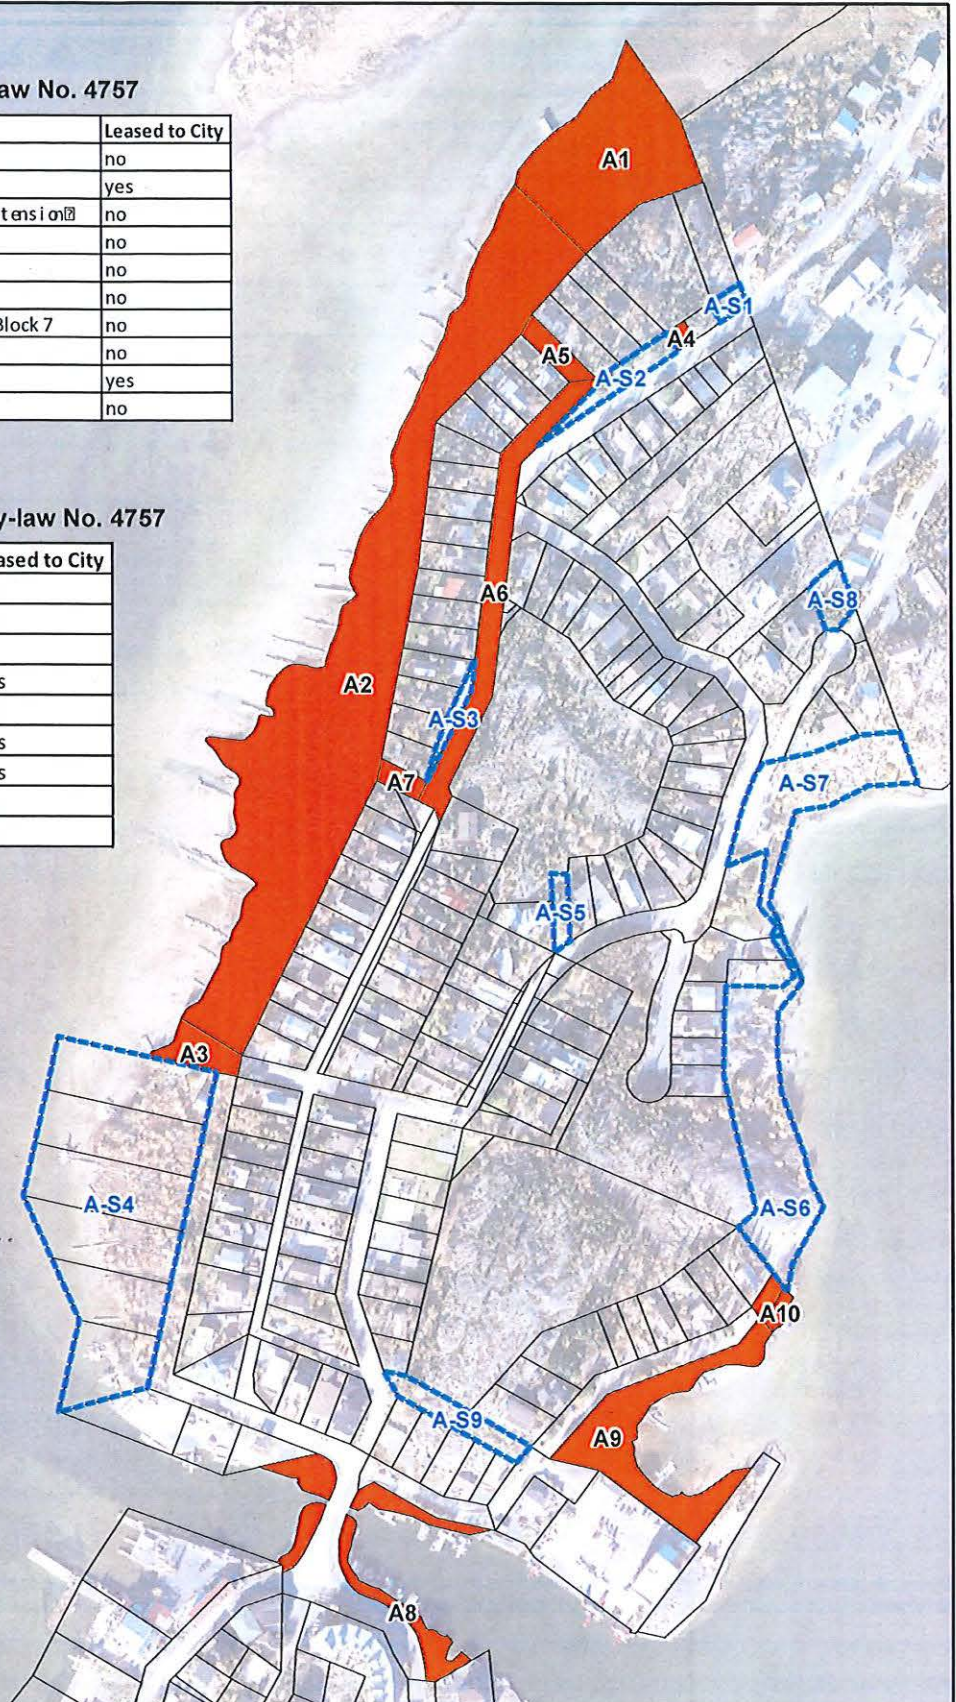 aw No. 4757
Leased to City
no
yes
tension
no
no
no
no
Block 7
no
no
yes
no
y-law No. 4757
ased to City
s
s
s
A1
A-S1
A4
A5
A-S2
A6
A-S8
A2
A-S3
A7
A-S7
A-S5
A3
A-S4
A-S6
A10
A-S9
A9
A8